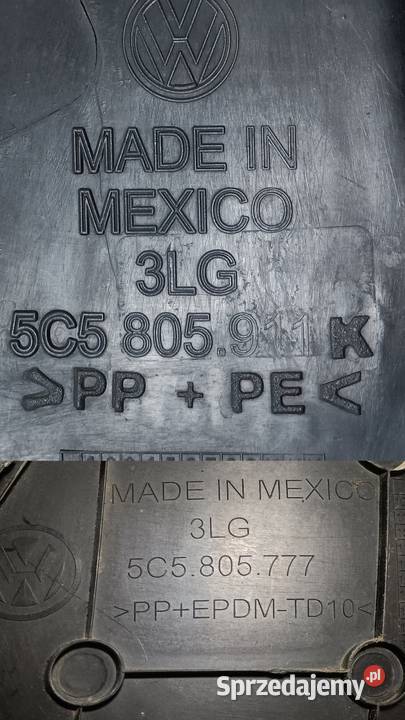 MADE IN
MEXICO
3LG
5C5 805.911 K
>PP + PE<
MADE IN MEXICO
3LG
5C5.805.777
>PP+EPDM-TD10<
Sprzedajemy.pl